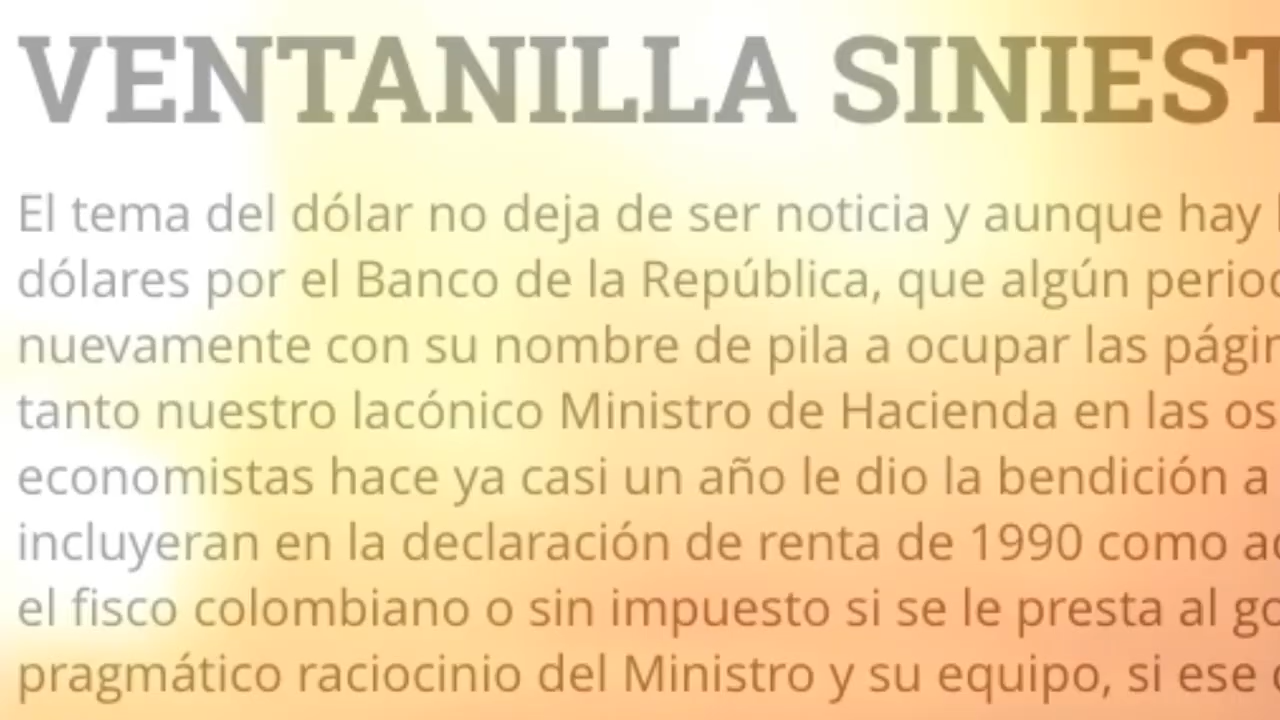 VENTANILLA SINIEST
El tema del dólar no deja de ser noticia y aunque hay
dólares por el Banco de la República, que algún perio
nuevamente con su nombre de pila a ocupar las págin
tanto nuestro lacónico Ministro de Hacienda en las os
economistas hace ya casi un año le dio la bendición a
incluyeran en la declaración de renta de 1990 como a
el fisco colombiano o sin impuesto si se le presta al go
pragmático raciocinio del Ministro y su equipo, si ese